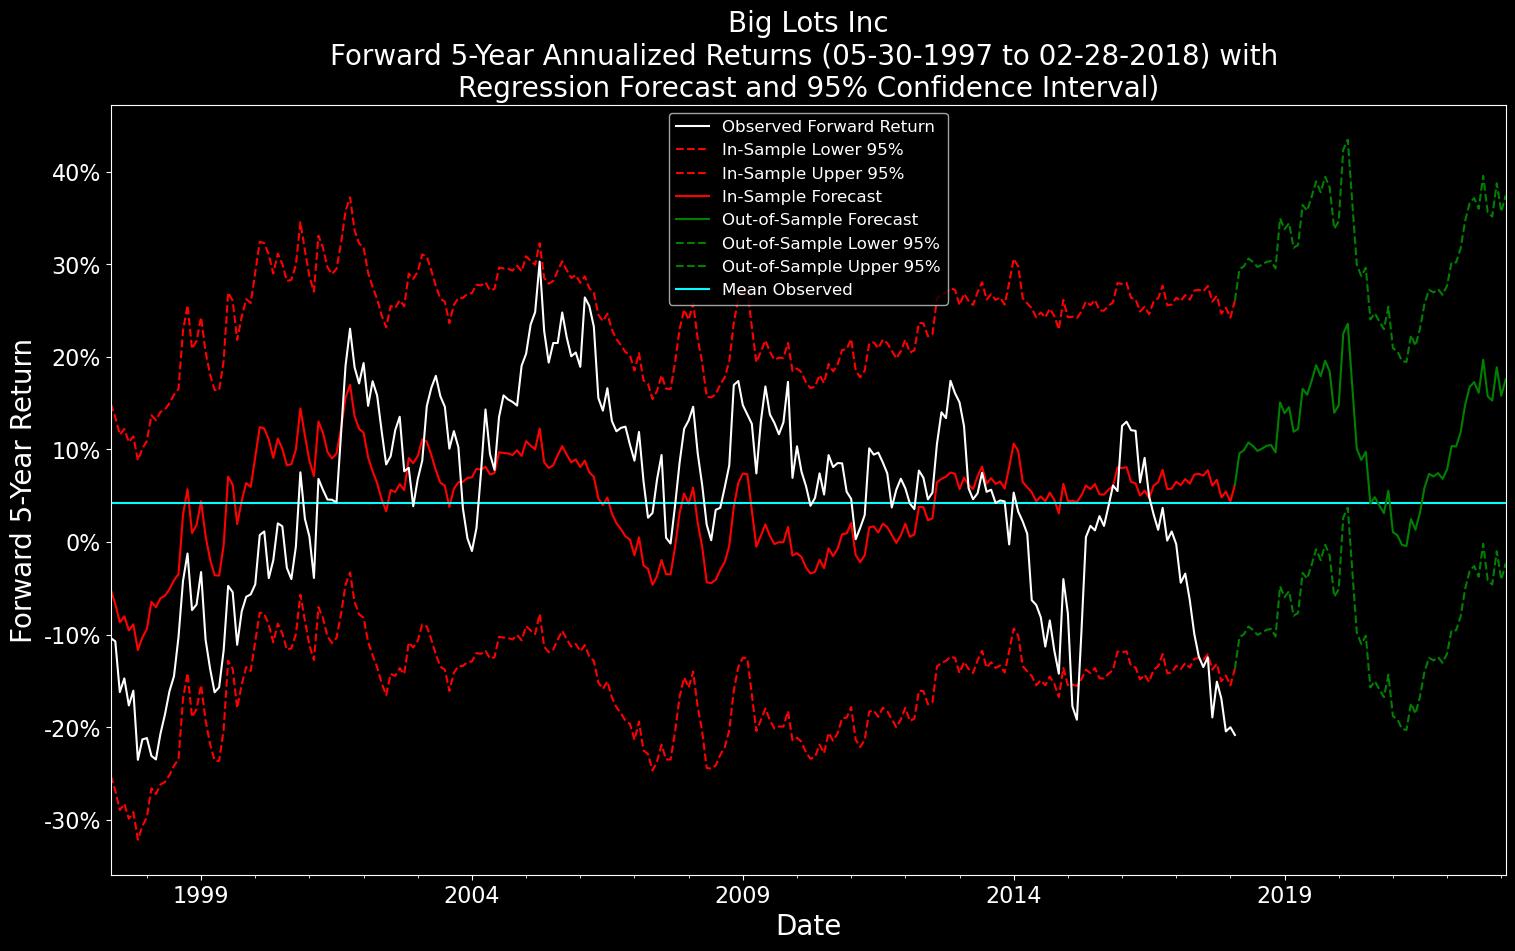 Big Lots Inc
Forward 5-Year Annualized Returns (05-30-1997 to 02-28-2018) with
Regression Forecast and 95% Confidence Interval)
Observed Forward Return
In-Sample Lower 95%
In-Sample Upper 95%
In-Sample Forecast
Out-of-Sample Forecast
Out-of-Sample Lower 95%
Out-of-Sample Upper 95%
Mean Observed
Forward 5-Year Return
40%
30%
20%
10%
0%
-10%
-20%
-30%
1999
2004
2009
2014
2019
Date